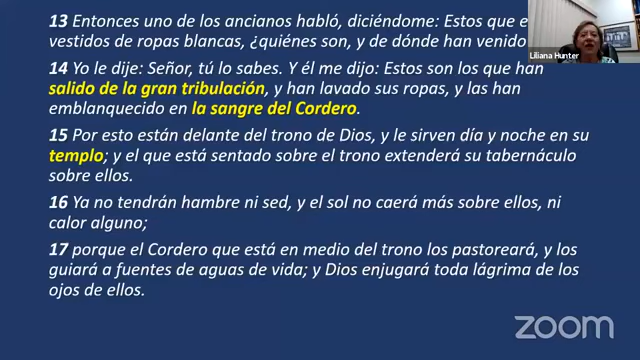 13 Entonces uno de los ancianos habló, diciéndome: Estos que e
vestidos de ropas blancas, ¿quiénes son, y de dónde han venido
Liliana Hunter
14 Yo le dije: Señor, tú lo sabes. Y él me dijo: Estos son los que han
salido de la gran tribulación, y han lavado sus ropas, y las han
emblanquecido en la sangre del Cordero.
15 Por esto están delante del trono de Dios, y le sirven día y noche en su
templo; y el que está sentado sobre el trono extenderá su tabernáculo
sobre ellos.
16 Ya no tendrán hambre ni sed, y el sol no caerá más sobre ellos, ni
calor alguno;
17 porque el Cordero que está en medio del trono los pastoreará, y los
guiará a fuentes de aguas de vida; y Dios enjugará toda lágrima de los
ojos de ellos.
zoom